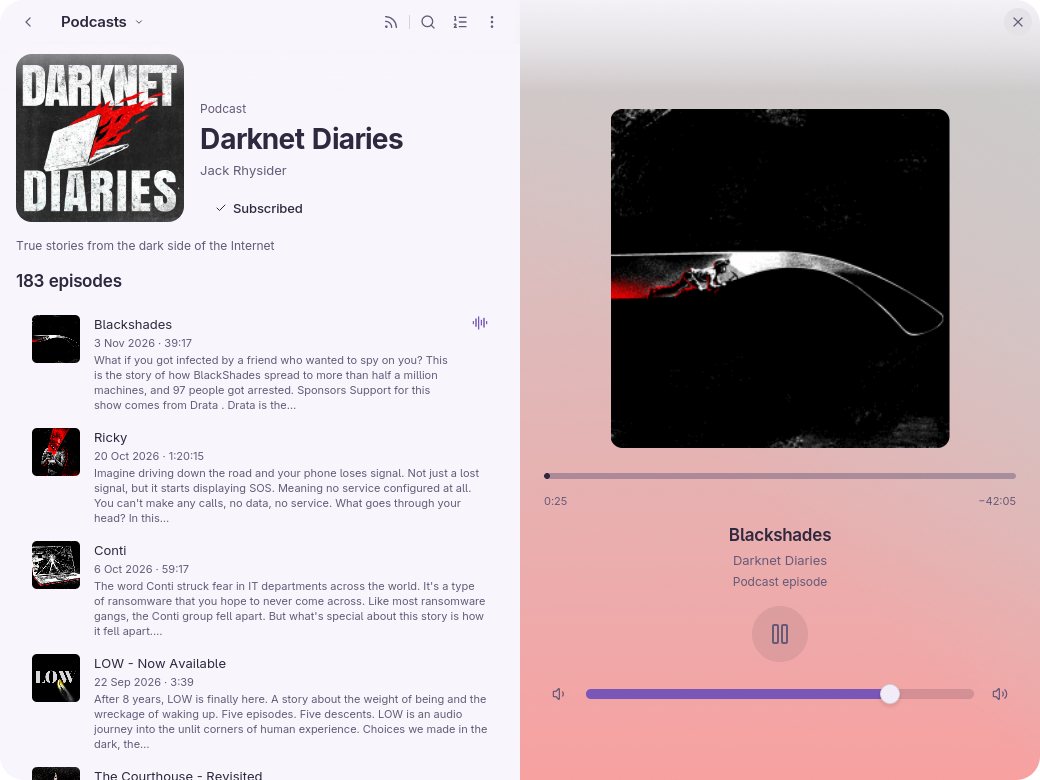 Podcasts
DARKNET
DIARIES
Podcast
Darknet Diaries
Jack Rhysider
Subscribed
True stories from the dark side of the Internet
183 episodes
Blackshades
3 Nov 2026 · 39:17
What if you got infected by a friend who wanted to spy on you? This
is the story of how BlackShades spread to more than half a million
machines, and 97 people got arrested. Sponsors Support for this
show comes from Drata . Drata is the...
Ricky
20 Oct 2026 · 1:20:15
Imagine driving down the road and your phone loses signal. Not just a lost
signal, but it starts displaying SOS. Meaning no service configured at all.
You can't make any calls, no data, no service. What goes through your
head? In this...
Conti
6 Oct 2026 · 59:17
The word Conti struck fear in IT departments across the world. It's a type
of ransomware that you hope to never come across. Like most ransomware
gangs, the Conti group fell apart. But what's special about this story is how
it fell apart....
LOW
LOW - Now Available
22 Sep 2026 · 3:39
After 8 years, LOW is finally here. A story about the weight of being and the
wreckage of waking up. Five episodes. Five descents. LOW is an audio
journey into the unlit corners of human experience. Choices we made in the
dark, the...
The Courthouse - Revisited
0:25
−42:05
Blackshades
Darknet Diaries
Podcast episode